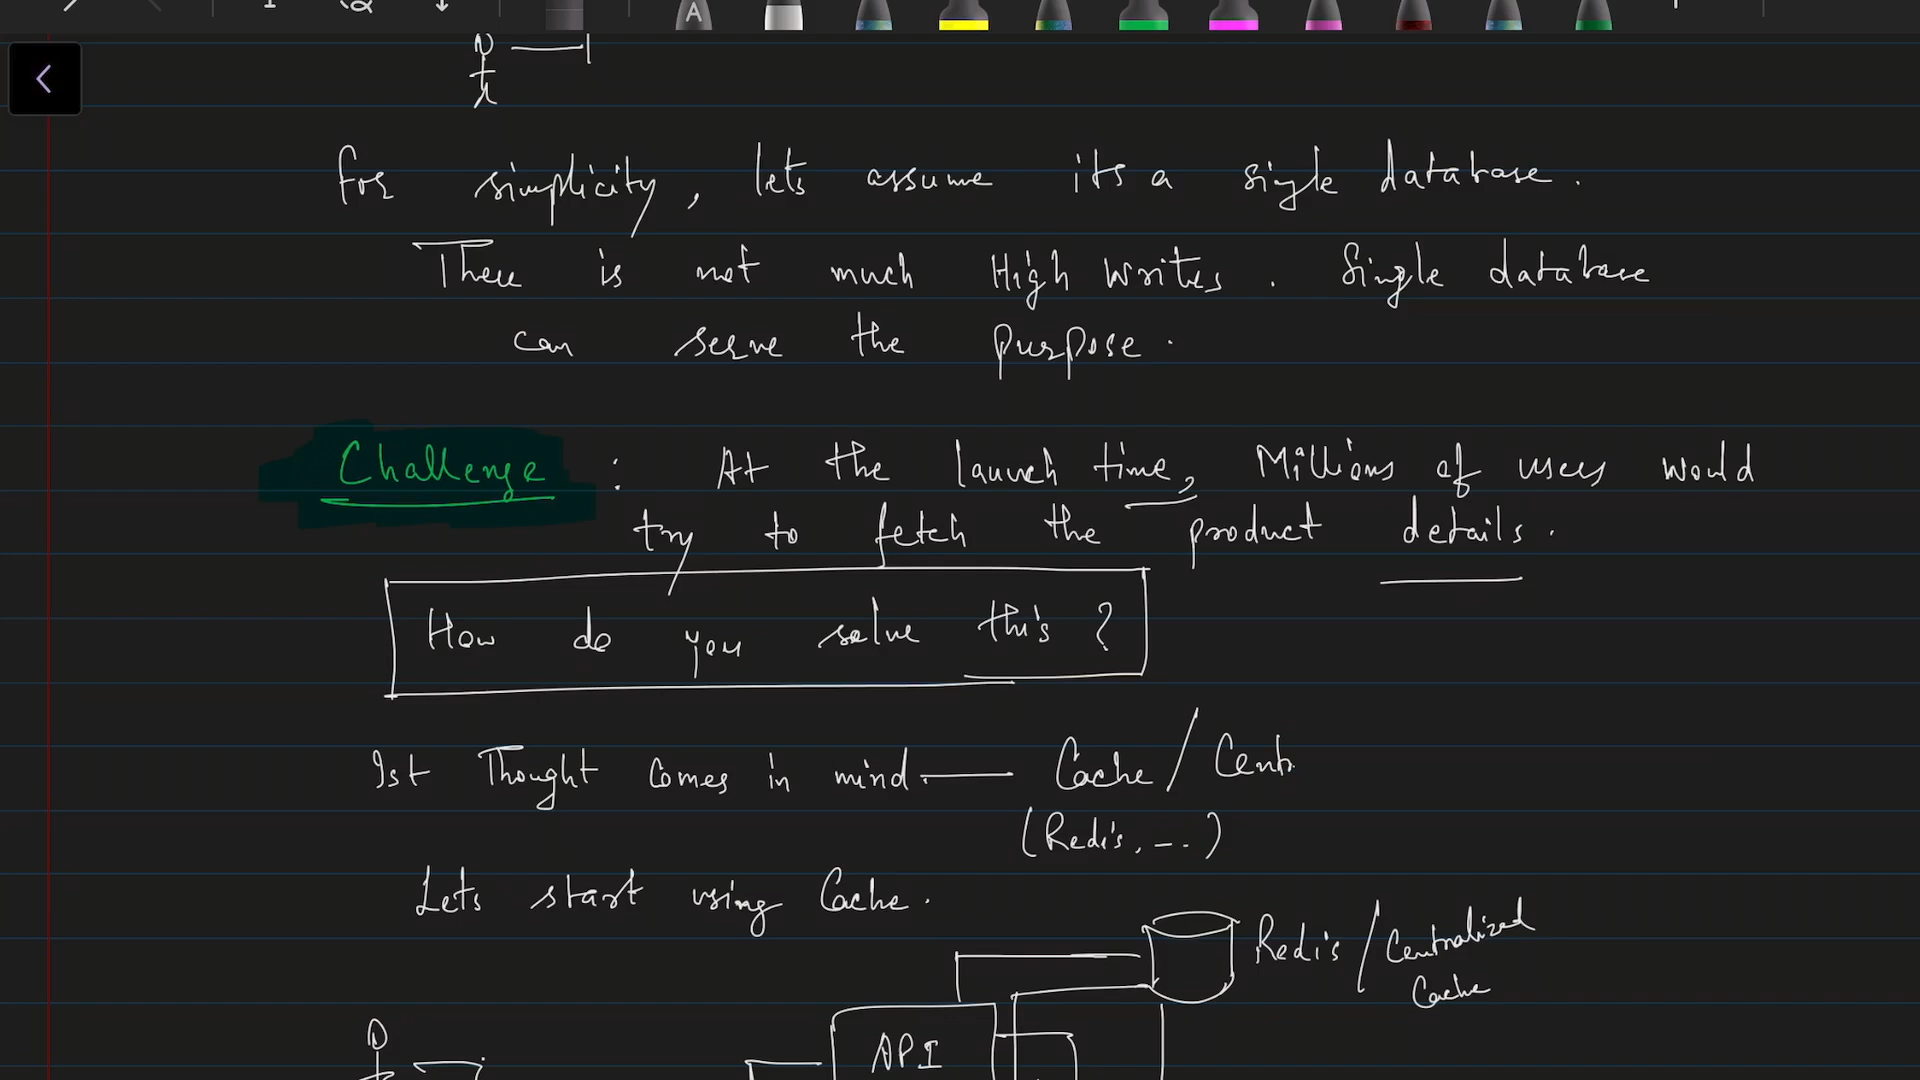 A
For simplicity, lets assume its a single database.
There is not much High Writes. Single database
can serve the purpose.
Challenge : At the launch time, Millions of users would
try to fetch the product details.
How do you solve this?
Ist Thought comes in mind — Cache / Cent
(Redis, --.)
Lets start using Cache.
Redis / Centralized
Cache
API